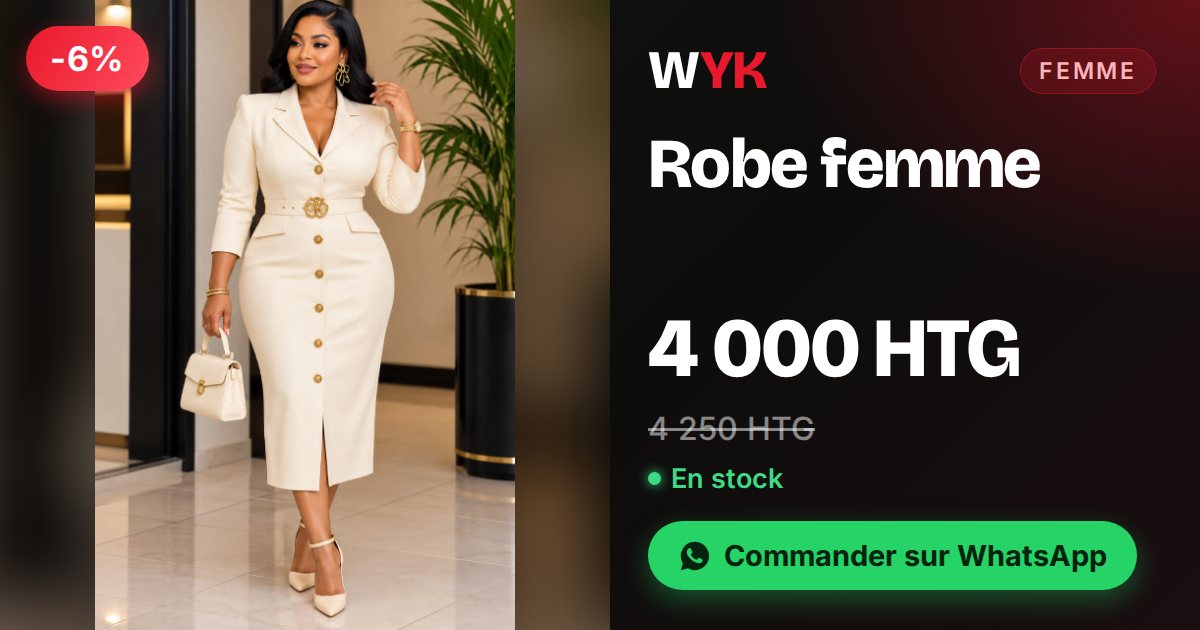 -6%
WYK
FEMME
Robe femme
4 000 HTG
4 250 HTG
En stock
Commander sur WhatsApp